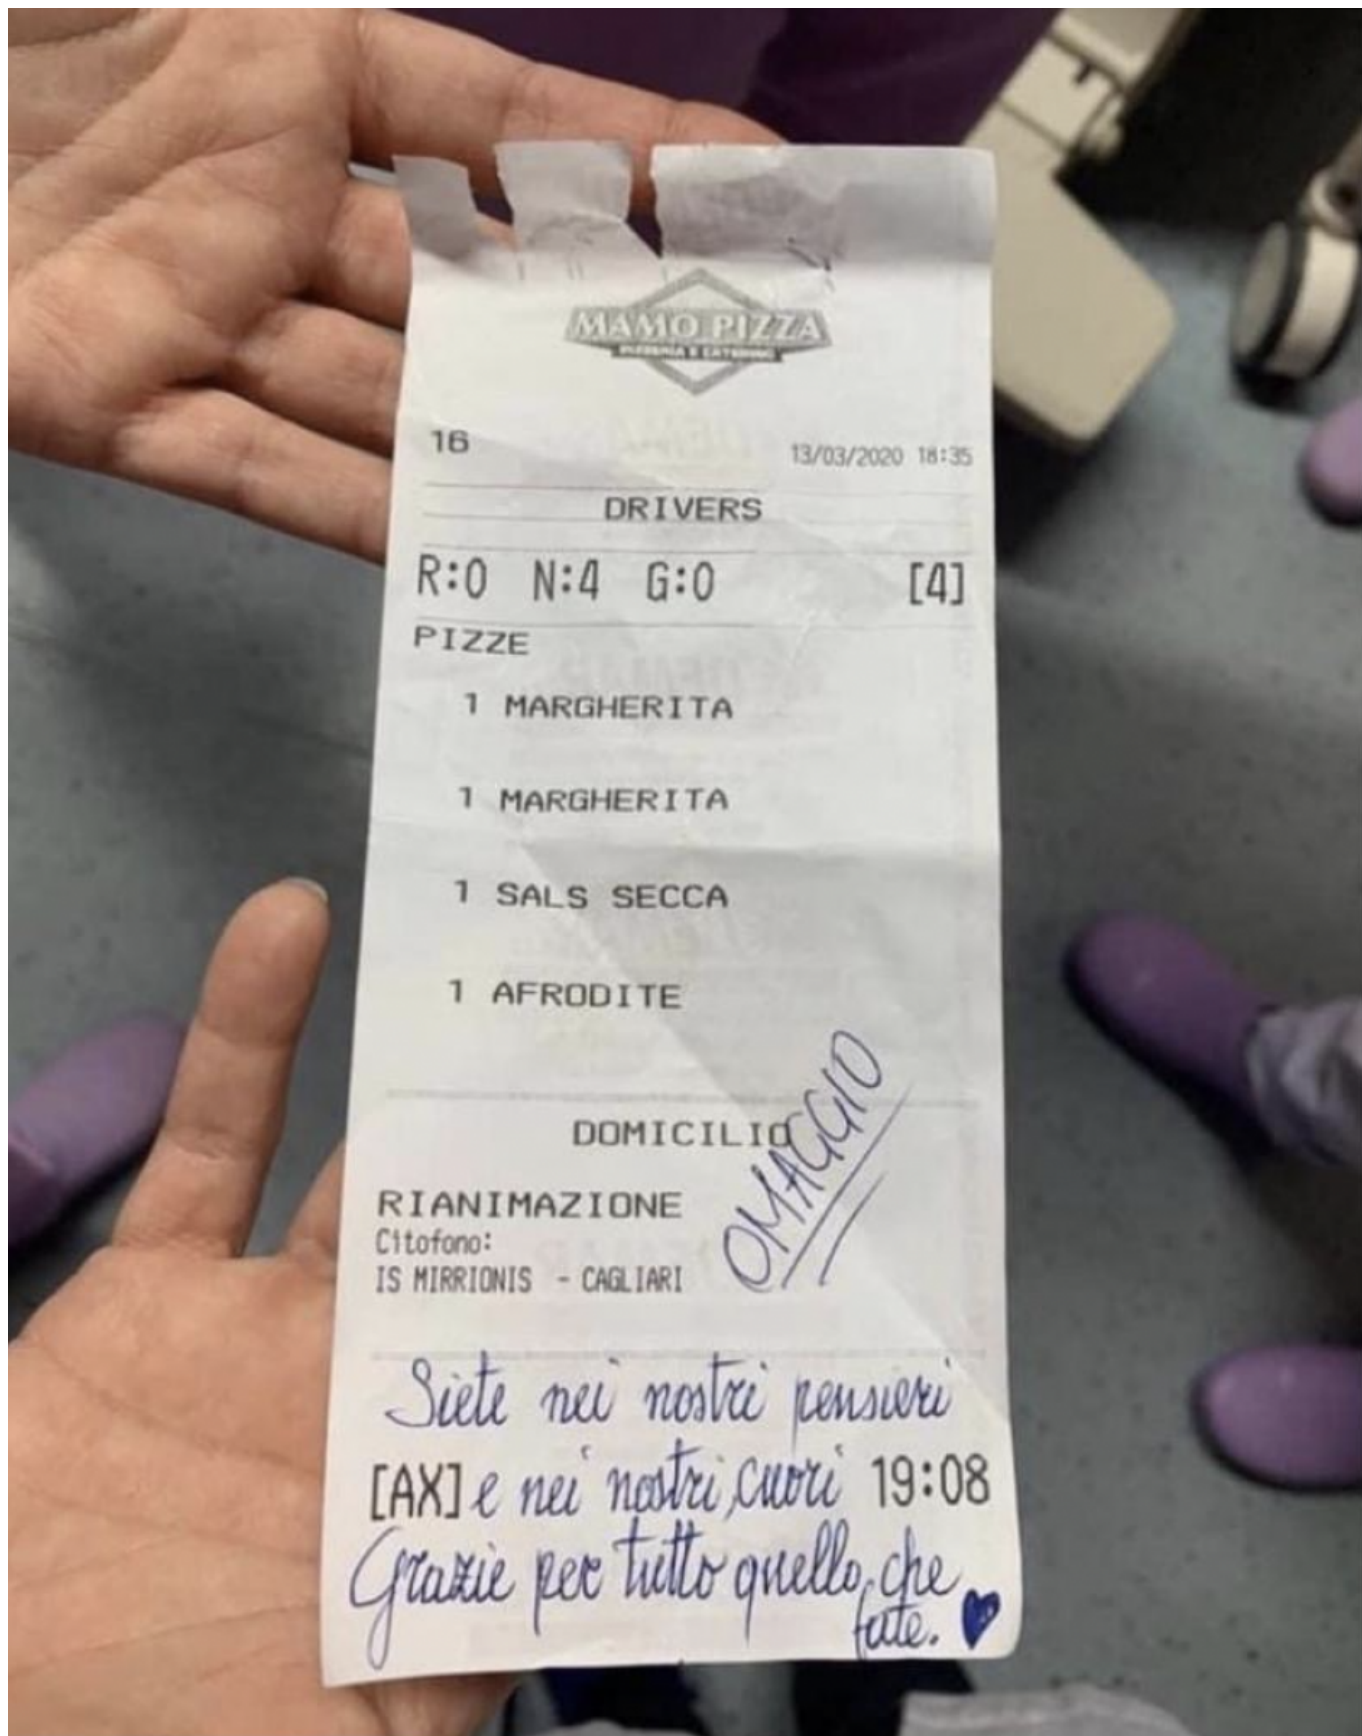 MAMO PIZZA
PIZZERIA E CATERING
16 13/03/2020 18:35
DRIVERS
R:0 N:4 G:0 [4]
PIZZE
1 MARGHERITA
1 MARGHERITA
1 SALS SECCA
1 AFRODITE
DOMICILIO
OMAGGIO
RIANIMAZIONE
Citofono:
IS MIRRIONIS - CAGLIARI
Siete nei nostri pensieri
[AX] e nei nostri cuori 19:08
Grazie per tutto quello che
fate.